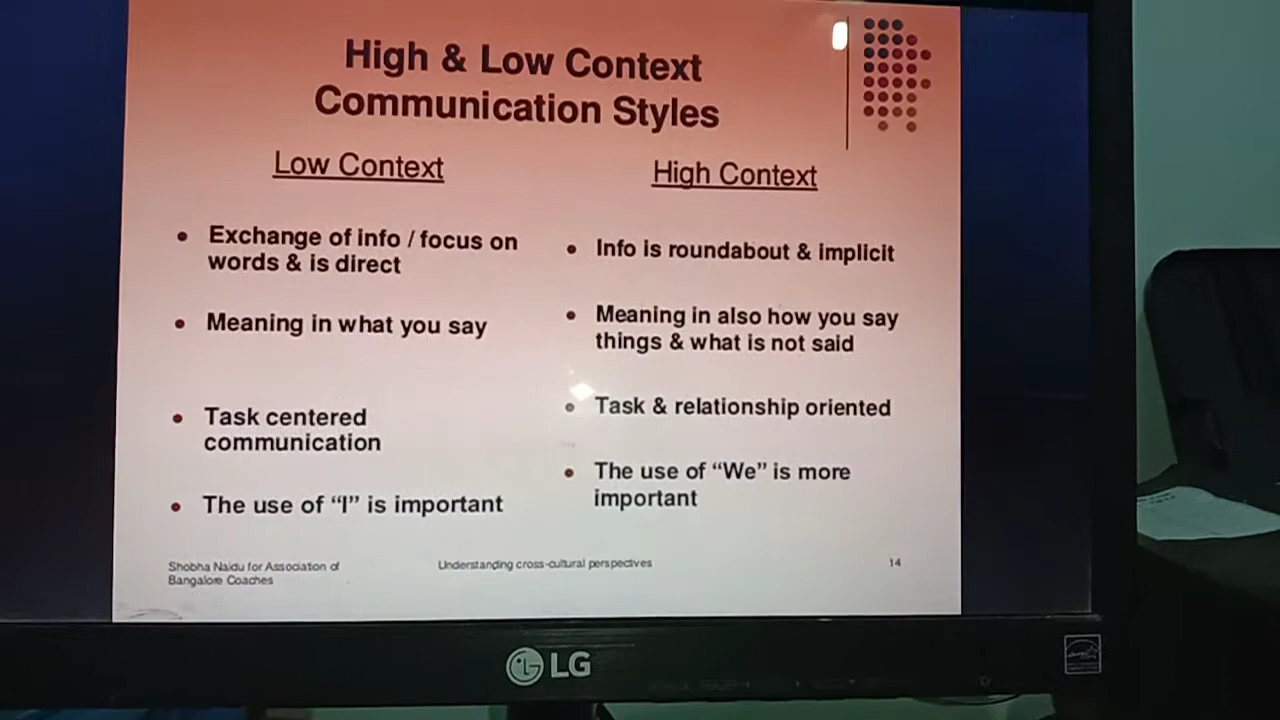 High & Low Context
Communication Styles
Low Context
• Exchange of info / focus on
words & is direct
• Meaning in what you say
• Task centered
communication
• The use of “I” is important
High Context
• Info is roundabout & implicit
• Meaning in also how you say
things & what is not said
• Task & relationship oriented
• The use of “We” is more
important
Shobha Naidu for Association of
Bangalore Coaches
Understanding cross-cultural perspectives
14
LG